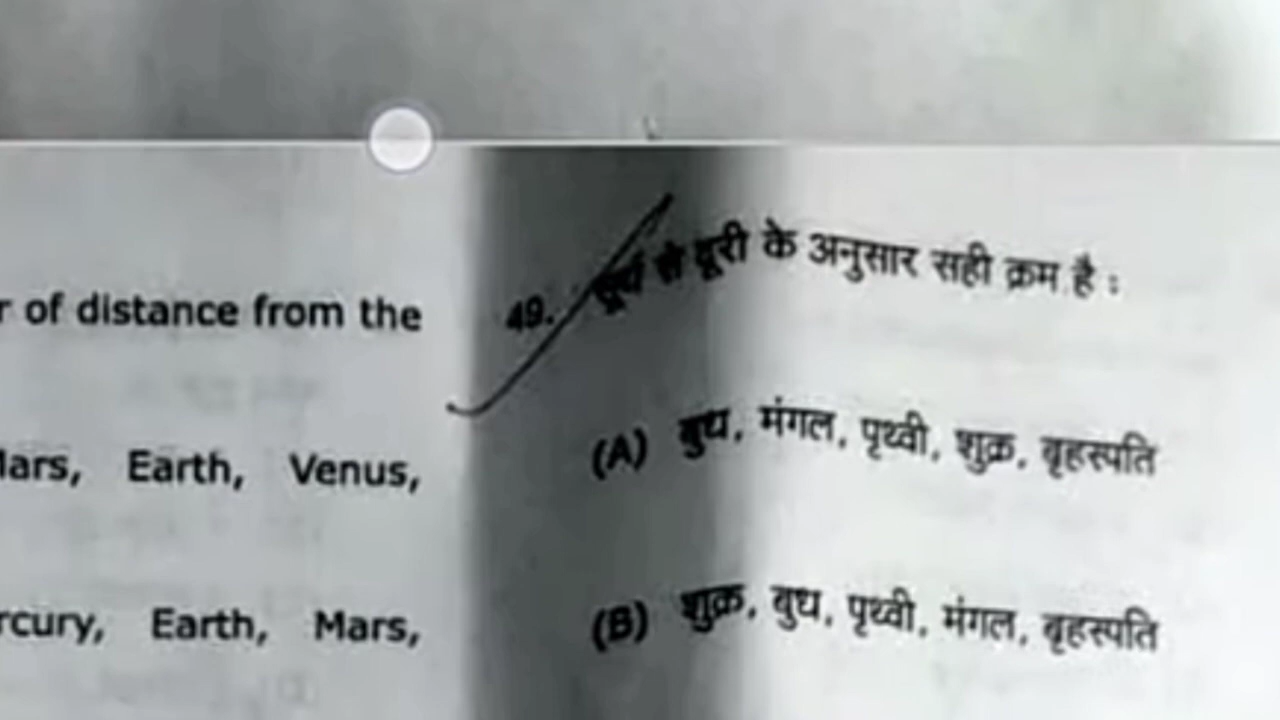 r of distance from the
lars, Earth, Venus,
rcury, Earth, Mars,
49. सूर्य से दूरी के अनुसार सही क्रम है :
(A) बुध, मंगल, पृथ्वी, शुक्र, बृहस्पति
(B) शुक्र, बुध, पृथ्वी, मंगल, बृहस्पति